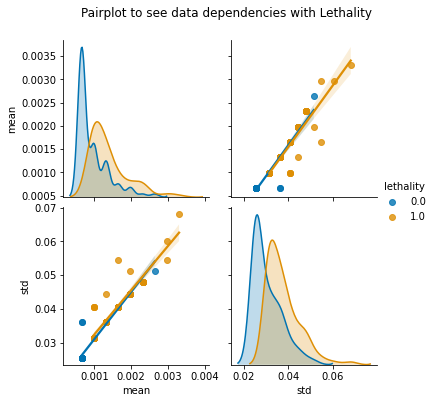 Pairplot to see data dependencies with Lethality
0.0035
0.0030
0.0025
0.0020
0.0015
0.0010
0.0005
mean
lethality
0.0
1.0
0.07
0.06
0.05
0.04
0.03
std
0.001 0.002 0.003 0.004
mean
0.02 0.04 0.06
std